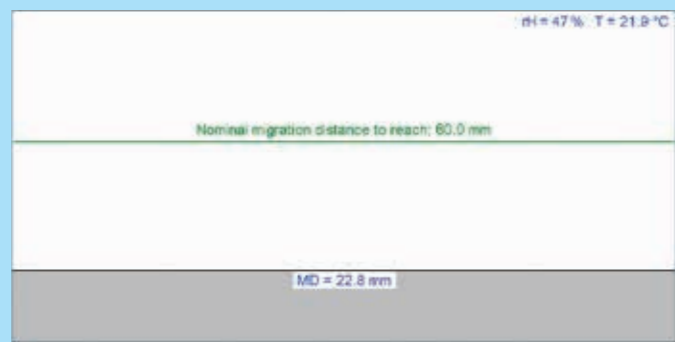 rH = 47 % T = 21.9 °C
Nominal migration distance to reach: 60.0 mm
MD = 22.8 mm